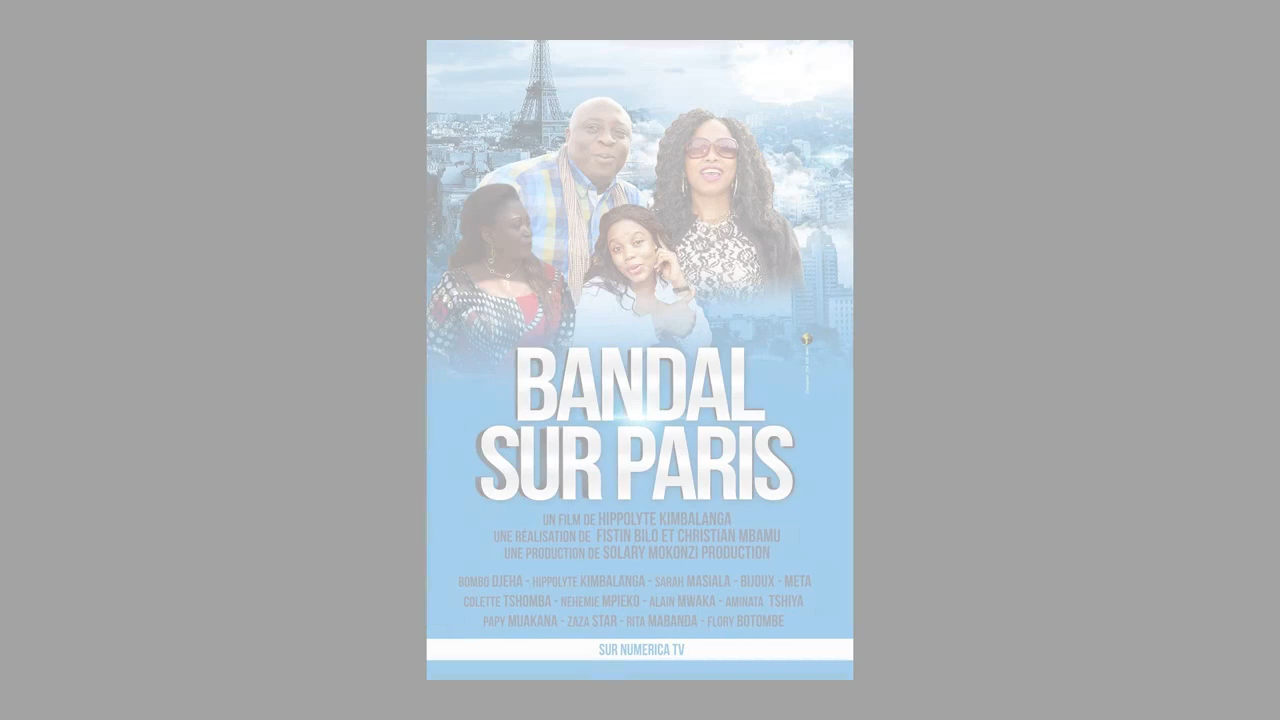 BANDAL
SUR PARIS
UN FILM DE HIPPOLYTE KIMBALANGA
UNE RÉALISATION DE FISTIN BILO ET CHRISTIAN MBAMU
UNE PRODUCTION DE SOLARY MOKONZI PRODUCTION
BOMBO DJEHA - HIPPOLYTE KIMBALANGA - SARAH MASIALA - BIJOUX - META
COLETTE TSHOMBA - NEHEMIE MPIEKO - ALAIN MWAKA - AMINATA TSHIYA
PAPY MUAKANA - ZAZA STAR - RITA MABANDA - FLORY BOTOMBE
SUR NUMERICA TV